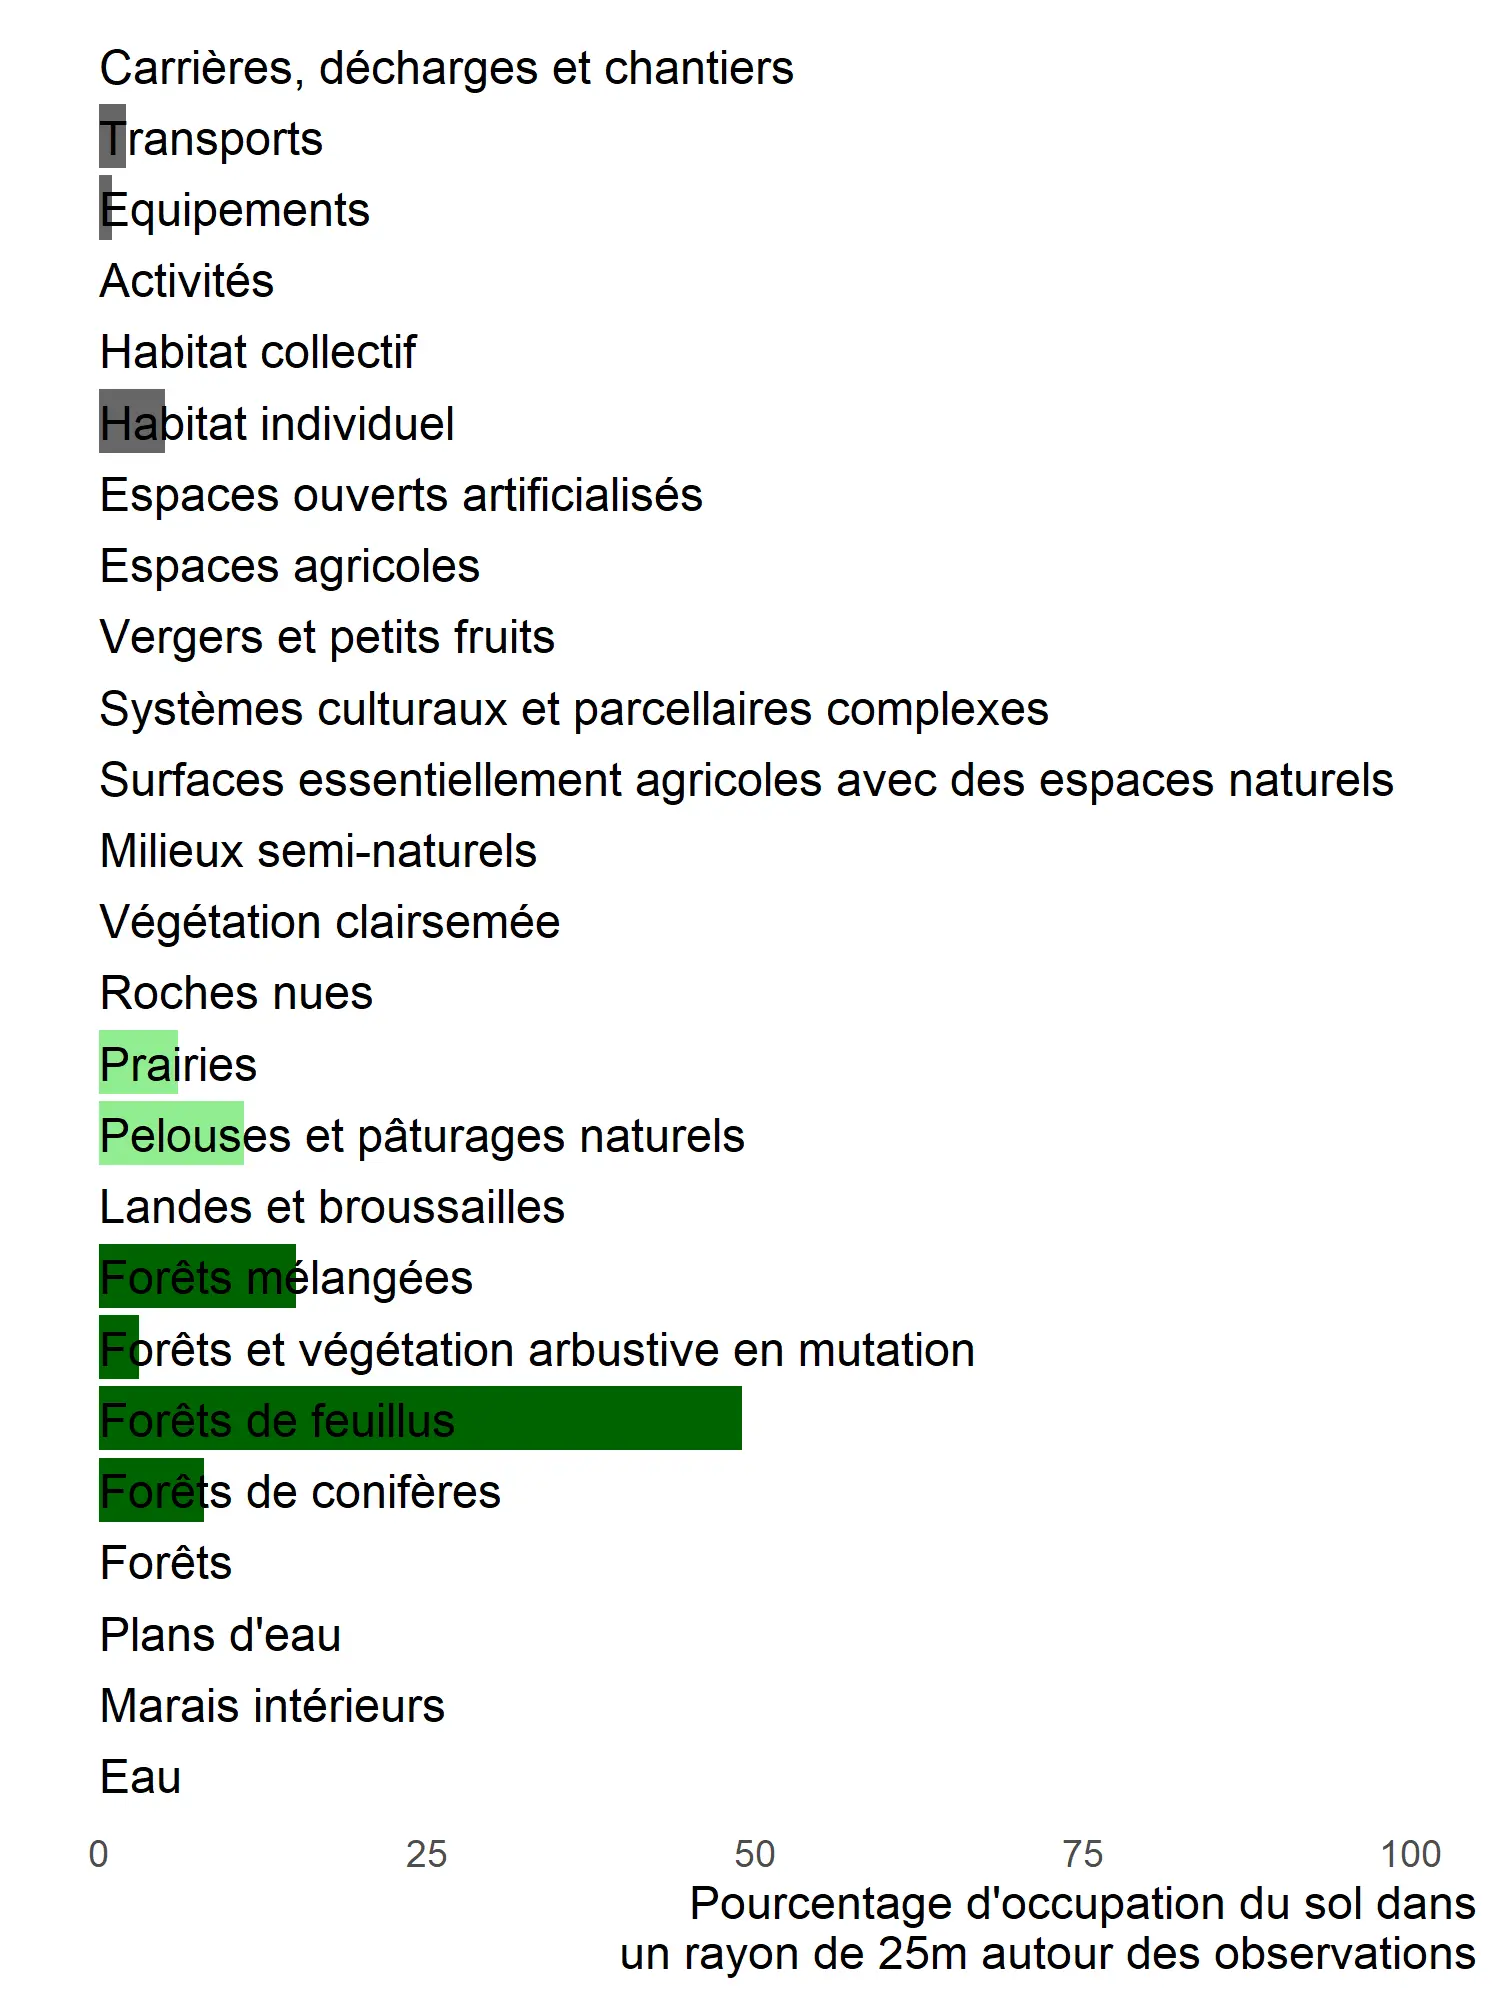 Carrières, décharges et chantiers
Transports
Equipements
Activités
Habitat collectif
Habitat individuel
Espaces ouverts artificialisés
Espaces agricoles
Vergers et petits fruits
Systèmes culturaux et parcellaires complexes
Surfaces essentiellement agricoles avec des espaces naturels
Milieux semi-naturels
Végétation clairsemée
Roches nues
Prairies
Pelouses et pâturages naturels
Landes et broussailles
Forêts mélangées
Forêts et végétation arbustive en mutation
Forêts de feuillus
Forêts de conifères
Forêts
Plans d'eau
Marais intérieurs
Eau
0 25 50 75 100
Pourcentage d'occupation du sol dans
un rayon de 25m autour des observations